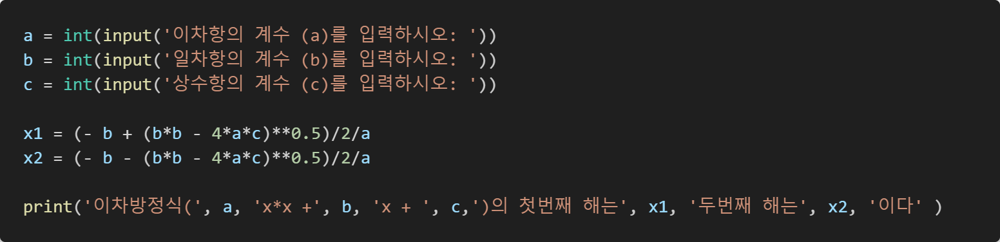 a = int(input('이차항의 계수 (a)를 입력하시오: '))
b = int(input('일차항의 계수 (b)를 입력하시오: '))
c = int(input('상수항의 계수 (c)를 입력하시오: '))
x1 = (- b + (b*b - 4*a*c)**0.5)/2/a
x2 = (- b - (b*b - 4*a*c)**0.5)/2/a
print('이차방정식(', a, 'x*x +', b, 'x + ', c,')의 첫번째 해는', x1, '두번째 해는', x2, '이다' )